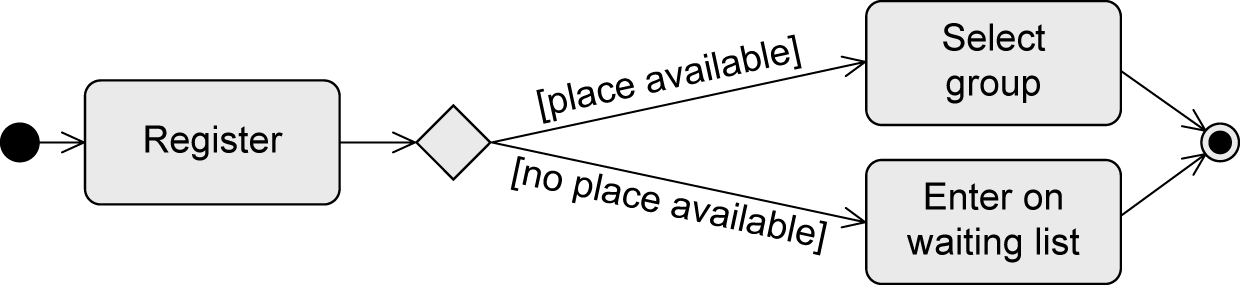 Register
[place available]
Select
group
[no place available]
Enter on
waiting list